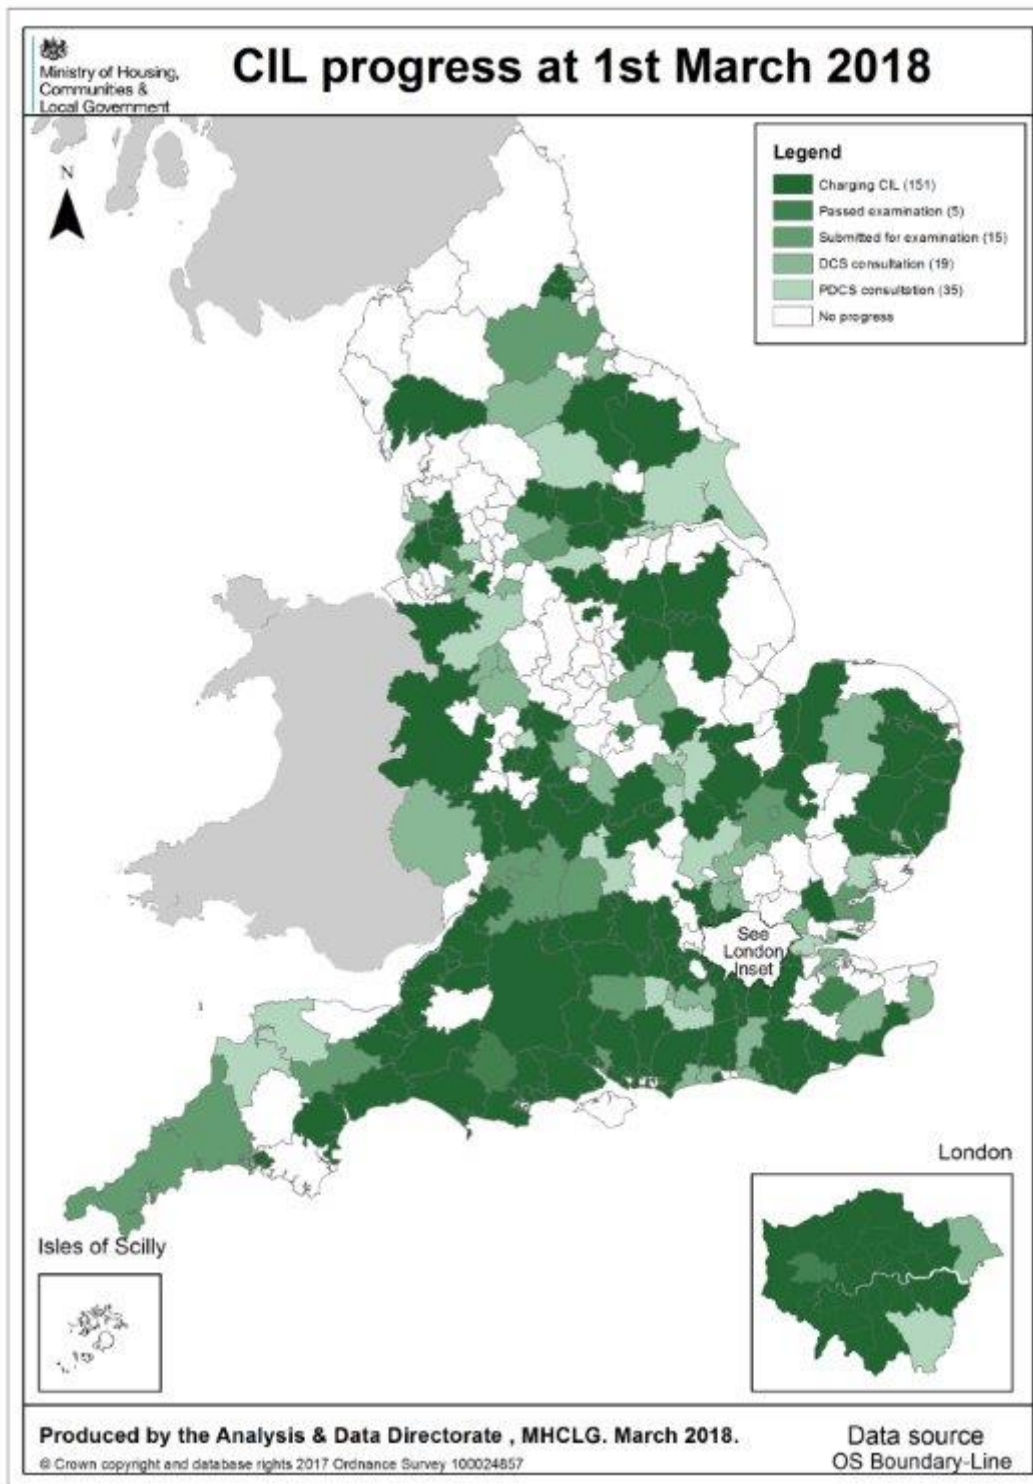 Ministry of Housing,
Communities &
Local Government
CIL progress at 1st March 2018
N
Legend
Charging CIL (151)
Passed examination (5)
Submitted for examination (15)
DCS consultation (19)
PDCS consultation (35)
No progress
See
London
Inset
1
London
Isles of Scilly
Produced by the Analysis & Data Directorate , MHCLG. March 2018.
© Crown copyright and database rights 2017 Ordnance Survey 100024857
Data source
OS Boundary-Line